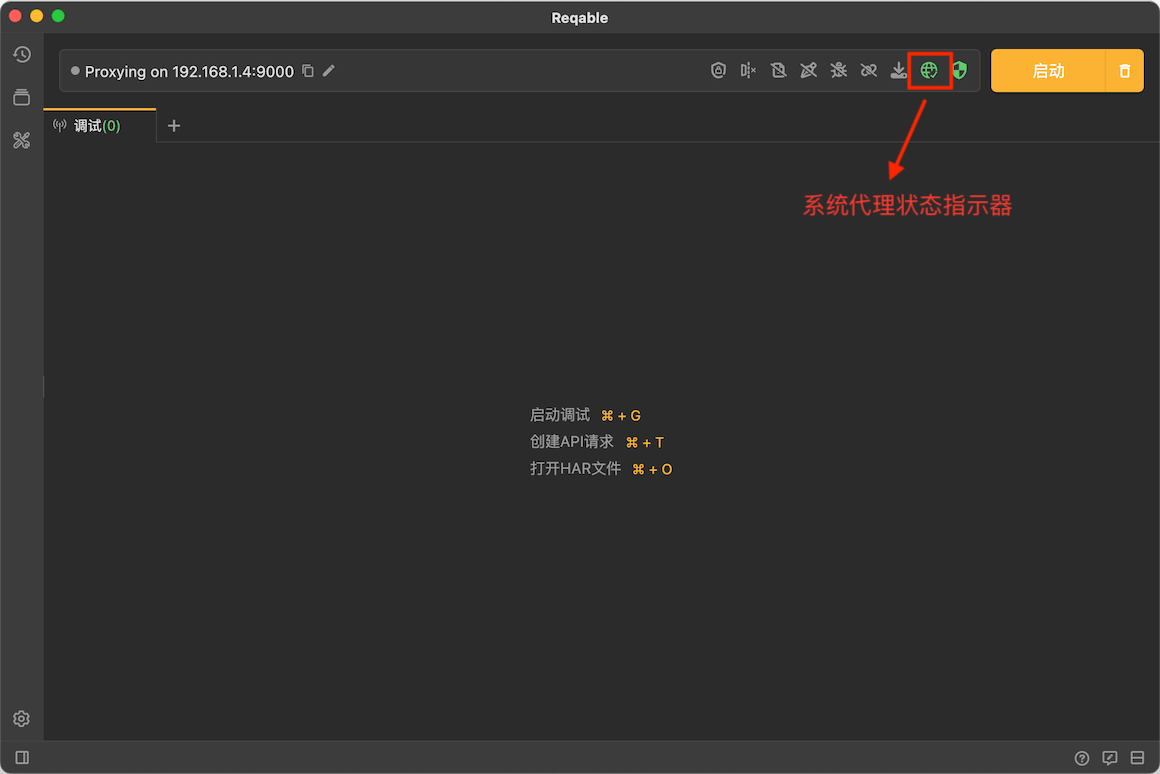 Reqable
Proxying on 192.168.1.4:9000
启动
调试(0)
系统代理状态指示器
启动调试 ⌘ + G
创建API请求 ⌘ + T
打开HAR文件 ⌘ + O